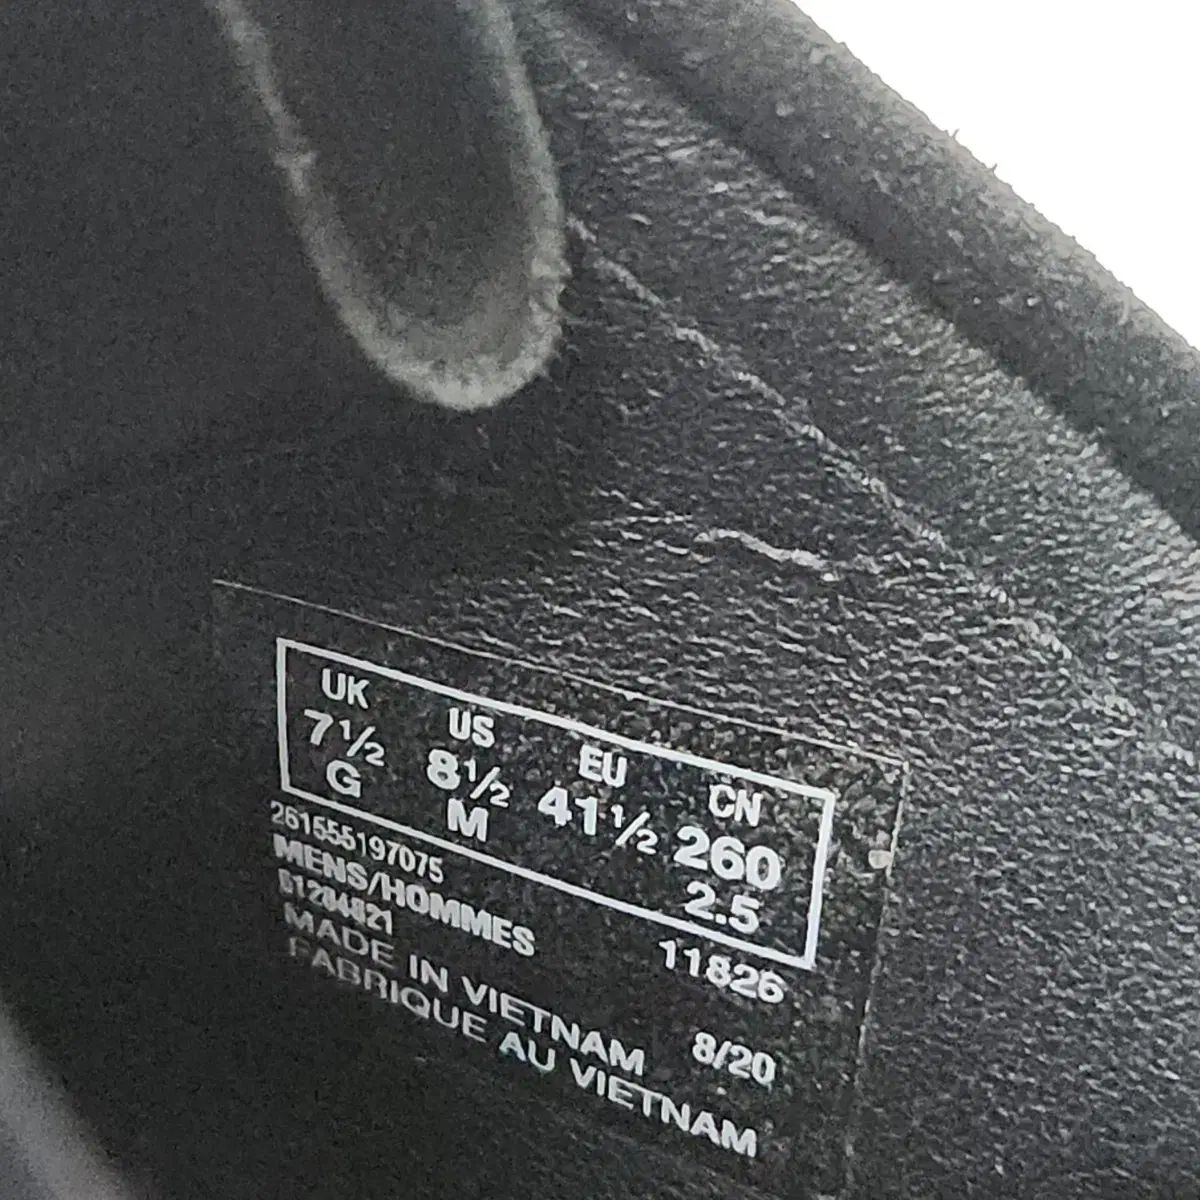 UK US EU CN
7½ 8½ 41½ 260
G M 2.5
261555197075
MENS/HOMMES 11826
MADE IN VIETNAM 8/20
FABRIQUE AU VIETNAM